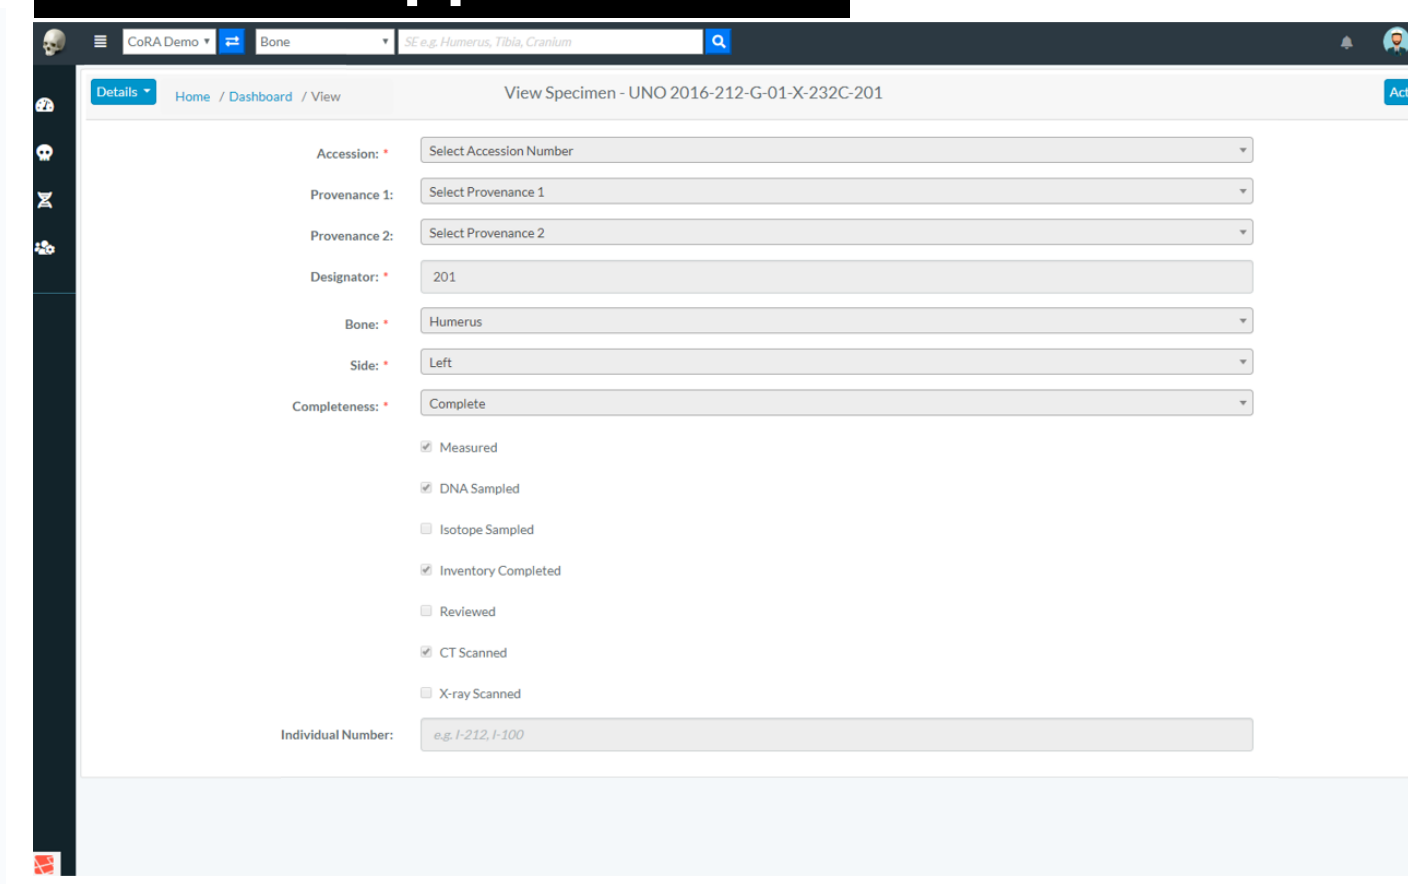 CoRA Demo Bone SE e.g. Humerus, Tibia, Cranium
Details Home / Dashboard / View View Specimen - UNO 2016-212-G-01-X-232C-201 Act
Accession: * Select Accession Number
Provenance 1: Select Provenance 1
Provenance 2: Select Provenance 2
Designator: * 201
Bone: * Humerus
Side: * Left
Completeness: * Complete
Measured
DNA Sampled
Isotope Sampled
Inventory Completed
Reviewed
CT Scanned
X-ray Scanned
Individual Number: e.g. I-212, I-100